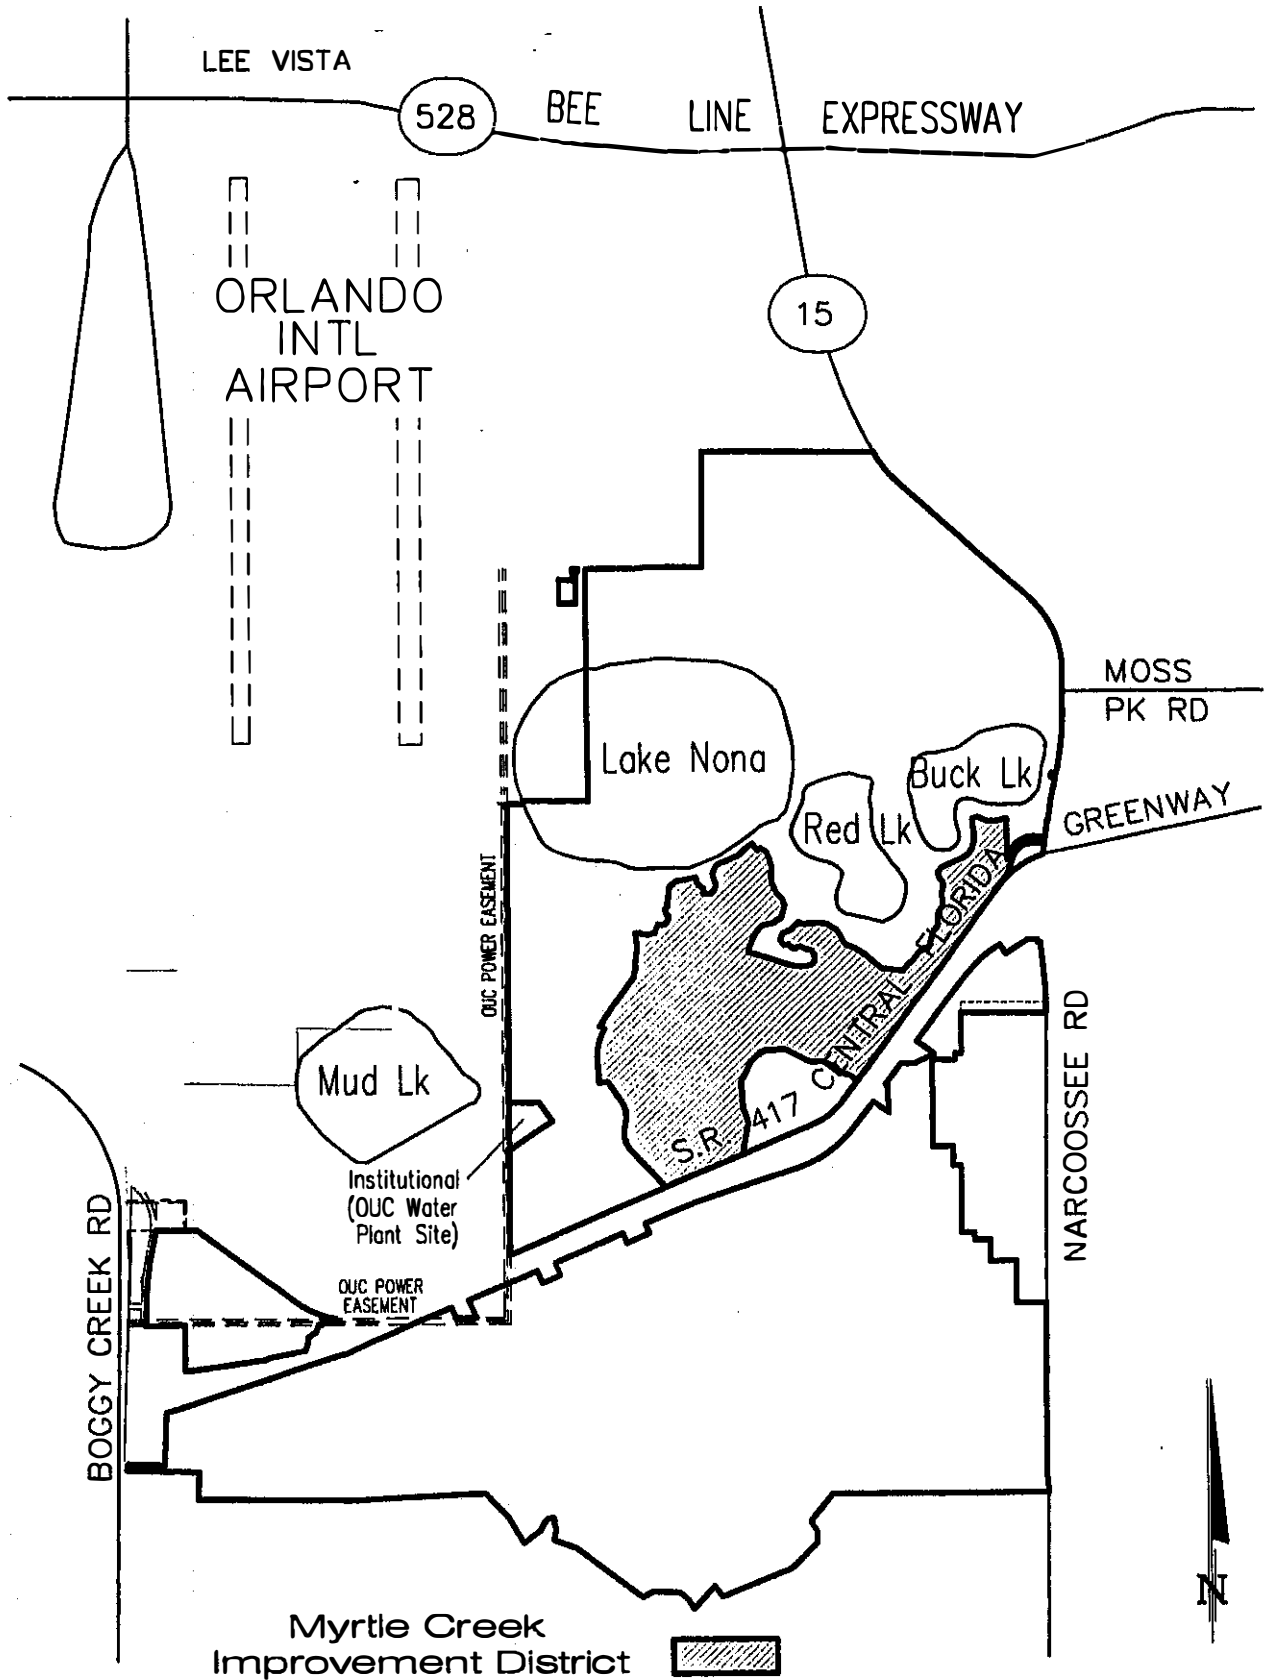 LEE VISTA
528
BEE LINE EXPRESSWAY
ORLANDO
INTL
AIRPORT
15
MOSS
PK RD
Lake Nona
Buck Lk
Red Lk
GREENWAY
OUC POWER EASEMENT
S.R. 417 CENTRAL FLORIDA
Mud Lk
NARCOOSSEE RD
Institutional
(OUC Water
Plant Site)
BOGGY CREEK RD
OUC POWER
EASEMENT
N
Myrtle Creek
Improvement District